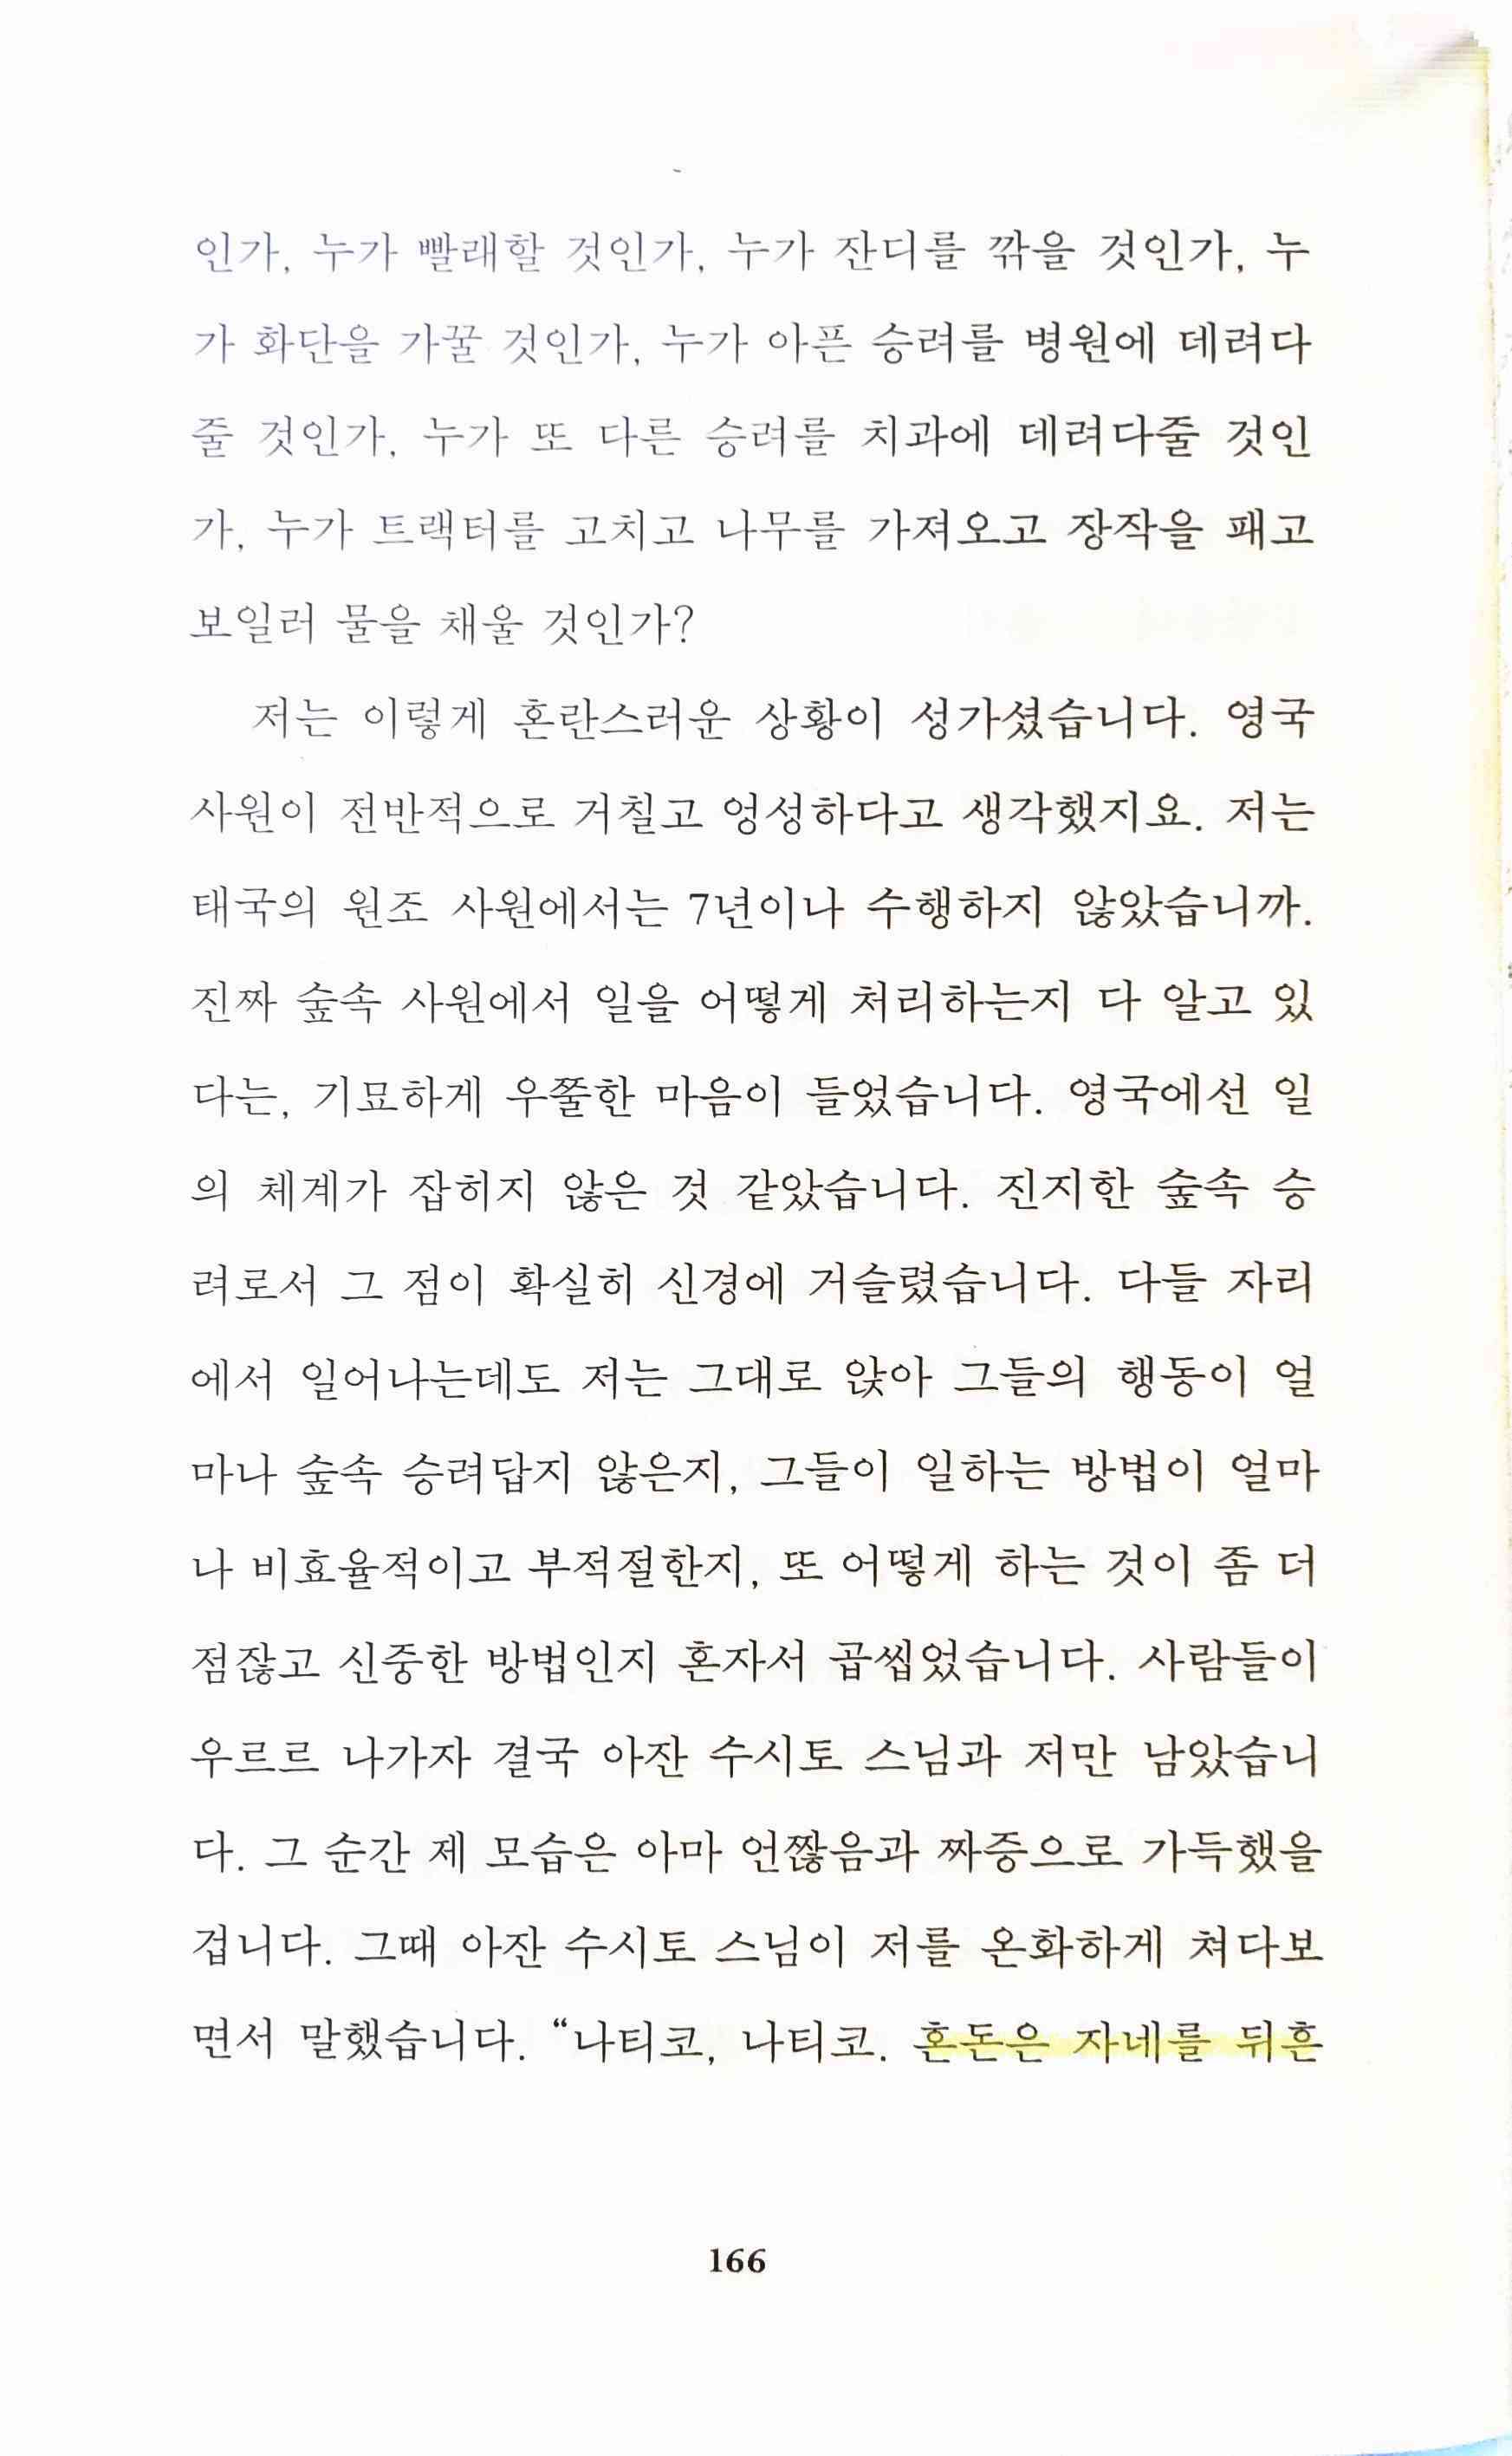 인가, 누가 빨래할 것인가, 누가 잔디를 깎을 것인가, 누
가 화단을 가꿀 것인가, 누가 아픈 승려를 병원에 데려다
줄 것인가, 누가 또 다른 승려를 치과에 데려다줄 것인
가, 누가 트랙터를 고치고 나무를 가져오고 장작을 패고
보일러 물을 채울 것인가?
저는 이렇게 혼란스러운 상황이 성가셨습니다. 영국
사원이 전반적으로 거칠고 엉성하다고 생각했지요. 저는
태국의 원조 사원에서는 7년이나 수행하지 않았습니까.
진짜 숲속 사원에서 일을 어떻게 처리하는지 다 알고 있
다는, 기묘하게 우쭐한 마음이 들었습니다. 영국에선 일
의 체계가 잡히지 않은 것 같았습니다. 진지한 숲속 승
려로서 그 점이 확실히 신경에 거슬렸습니다. 다들 자리
에서 일어나는데도 저는 그대로 앉아 그들의 행동이 얼
마나 숲속 승려답지 않은지, 그들이 일하는 방법이 얼마
나 비효율적이고 부적절한지, 또 어떻게 하는 것이 좀 더
점잖고 신중한 방법인지 혼자서 곱씹었습니다. 사람들이
우르르 나가자 결국 아잔 수시토 스님과 저만 남았습니
다. 그 순간 제 모습은 아마 언짢음과 짜증으로 가득했을
겁니다. 그때 아잔 수시토 스님이 저를 온화하게 쳐다보
면서 말했습니다. “나티코, 나티코. 혼돈은 자네를 뒤흔
166